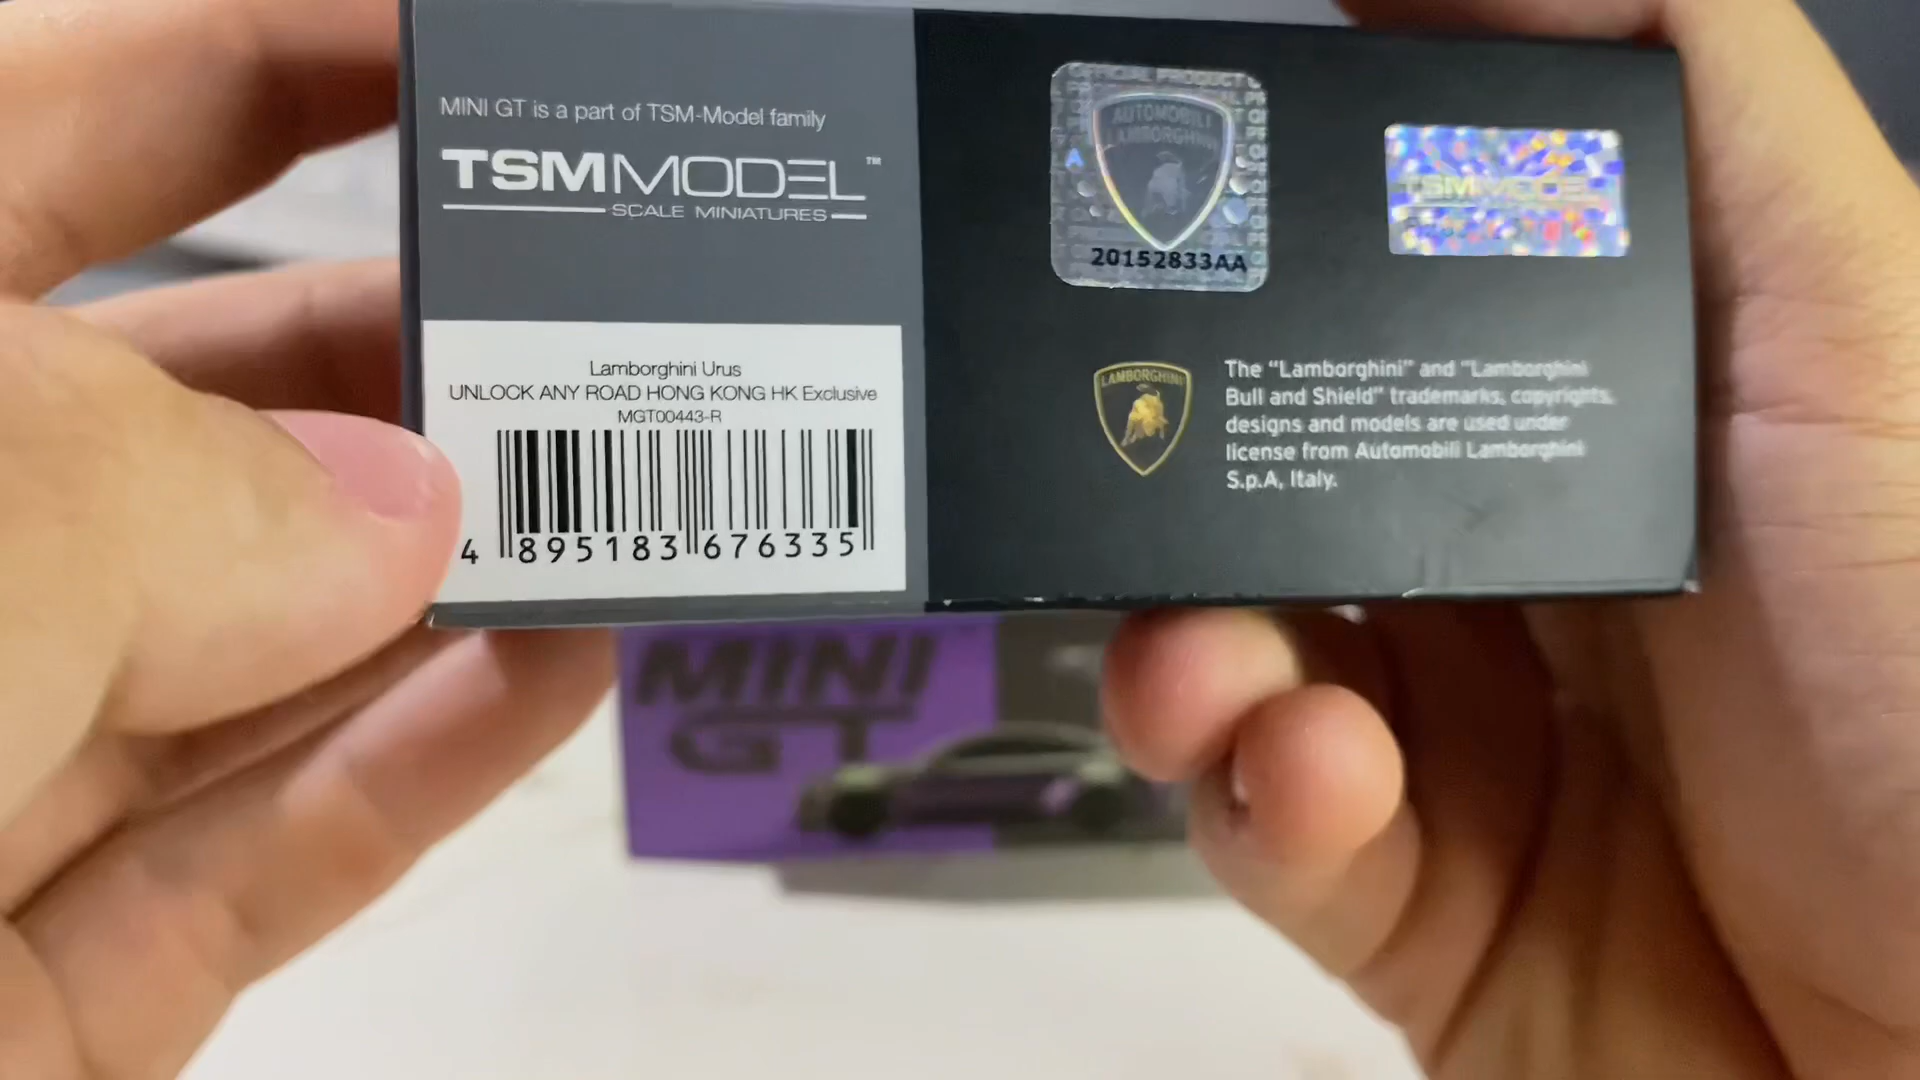 MINI GT is a part of TSM-Model family
TSMMODEL™
SCALE MINIATURES
Lamborghini Urus
UNLOCK ANY ROAD HONG KONG HK Exclusive
MGT00443-R
4 895183 676335
OFFICIAL PRODUCT
AUTOMOBILI
LAMBORGHINI
20152833AA
TSMMODEL
LAMBORGHINI
The “Lamborghini” and “Lamborghini
Bull and Shield” trademarks, copyrights,
designs and models are used under
license from Automobili Lamborghini
S.p.A, Italy.
MINI
GT